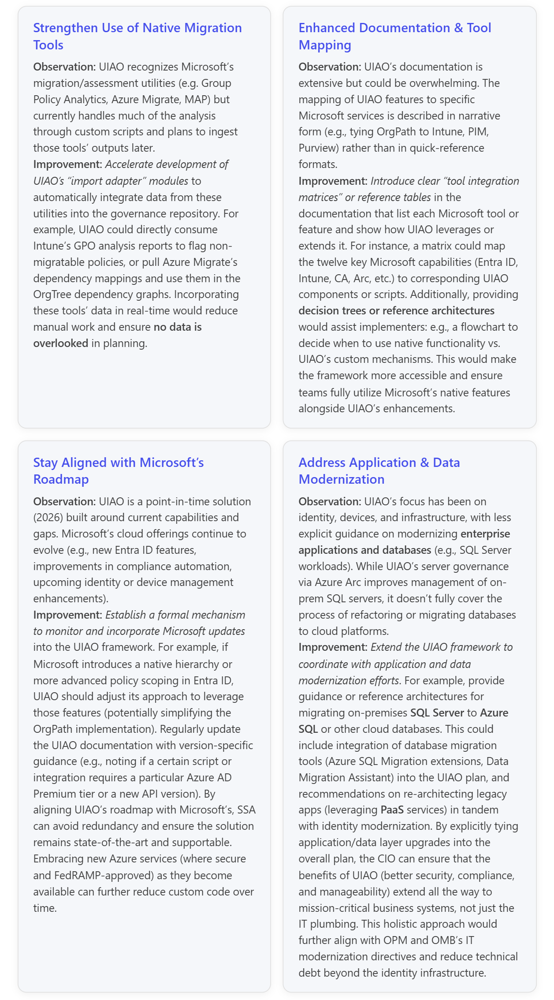 Strengthen Use of Native Migration
Tools
Observation: UIAO recognizes Microsoft’s
migration/assessment utilities (e.g. Group
Policy Analytics, Azure Migrate, MAP) but
currently handles much of the analysis
through custom scripts and plans to ingest
those tools’ outputs later.
Improvement: Accelerate development of
UIAO’s “import adapter” modules to
automatically integrate data from these
utilities into the governance repository. For
example, UIAO could directly consume
Intune’s GPO analysis reports to flag non-
migratable policies, or pull Azure Migrate’s
dependency mappings and use them in the
OrgTree dependency graphs. Incorporating
these tools’ data in real-time would reduce
manual work and ensure no data is
overlooked in planning.
Enhanced Documentation & Tool
Mapping
Observation: UIAO’s documentation is
extensive but could be overwhelming. The
mapping of UIAO features to specific
Microsoft services is described in narrative
form (e.g., tying OrgPath to Intune, PIM,
Purview) rather than in quick-reference
formats.
Improvement: Introduce clear “tool integration
matrices” or reference tables in the
documentation that list each Microsoft tool or
feature and show how UIAO leverages or
extends it. For instance, a matrix could map
the twelve key Microsoft capabilities (Entra ID,
Intune, CA, Arc, etc.) to corresponding UIAO
components or scripts. Additionally, providing
decision trees or reference architectures
would assist implementers: e.g., a flowchart to
decide when to use native functionality vs.
UIAO’s custom mechanisms. This would make
the framework more accessible and ensure
teams fully utilize Microsoft’s native features
alongside UIAO’s enhancements.
Stay Aligned with Microsoft’s
Roadmap
Observation: UIAO is a point-in-time solution
(2026) built around current capabilities and
gaps. Microsoft’s cloud offerings continue to
evolve (e.g., new Entra ID features,
improvements in compliance automation,
upcoming identity or device management
enhancements).
Improvement: Establish a formal mechanism
to monitor and incorporate Microsoft updates
into the UIAO framework. For example, if
Microsoft introduces a native hierarchy or
more advanced policy scoping in Entra ID,
UIAO should adjust its approach to leverage
those features (potentially simplifying the
OrgPath implementation). Regularly update
the UIAO documentation with version-specific
guidance (e.g., noting if a certain script or
integration requires a particular Azure AD
Premium tier or a new API version). By
aligning UIAO’s roadmap with Microsoft’s, SSA
can avoid redundancy and ensure the solution
remains state-of-the-art and supportable.
Embracing new Azure services (where secure
and FedRAMP-approved) as they become
available can further reduce custom code over
time.
Address Application & Data
Modernization
Observation: UIAO’s focus has been on
identity, devices, and infrastructure, with less
explicit guidance on modernizing enterprise
applications and databases (e.g., SQL Server
workloads). While UIAO’s server governance
via Azure Arc improves management of on-
prem SQL servers, it doesn’t fully cover the
process of refactoring or migrating databases
to cloud platforms.
Improvement: Extend the UIAO framework to
coordinate with application and data
modernization efforts. For example, provide
guidance or reference architectures for
migrating on-premises SQL Server to Azure
SQL or other cloud databases. This could
include integration of database migration
tools (Azure SQL Migration extensions, Data
Migration Assistant) into the UIAO plan, and
recommendations on re-architecting legacy
apps (leveraging PaaS services) in tandem
with identity modernization. By explicitly tying
application/data layer upgrades into the
overall plan, the CIO can ensure that the
benefits of UIAO (better security, compliance,
and manageability) extend all the way to
mission-critical business systems, not just the
IT plumbing. This holistic approach would
further align with OPM and OMB’s IT
modernization directives and reduce technical
debt beyond the identity infrastructure.